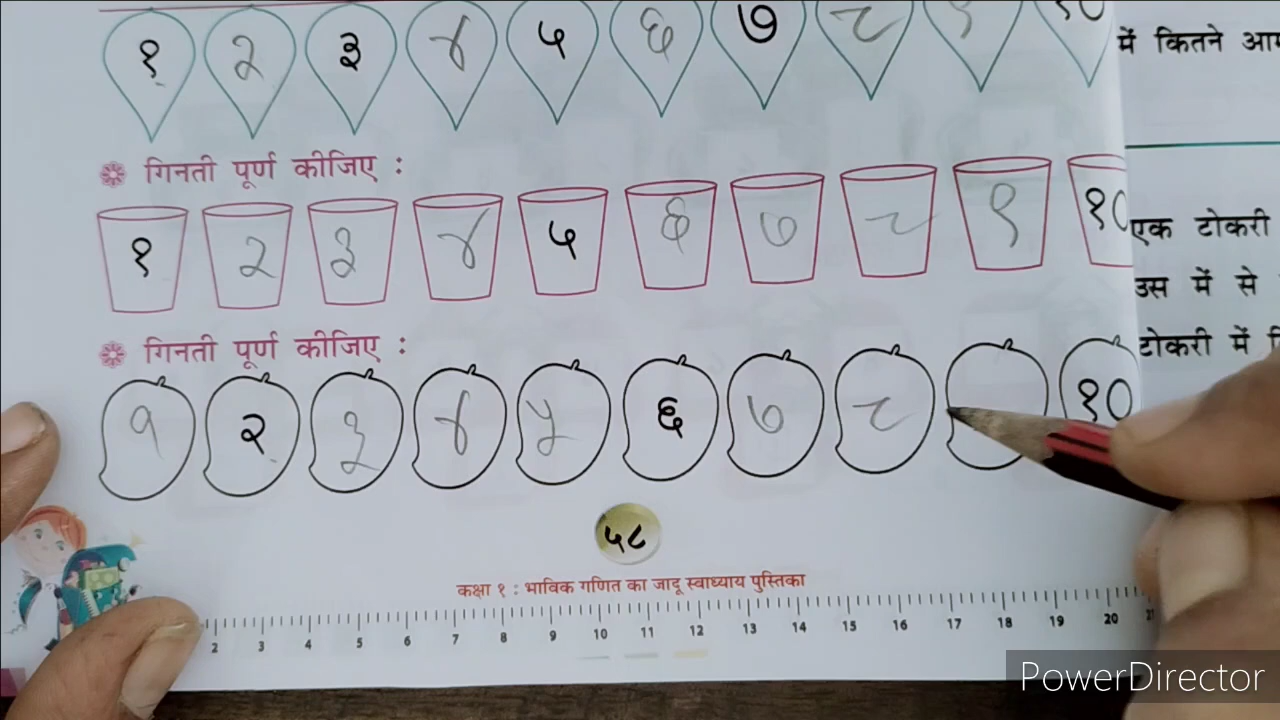 १ २ ३ ४ ५ ६ ७ ८ ९ १०
में कितने आम
गिनती पूर्ण कीजिए :
१ २ ३ ४ ५ ६ ७ ८ ९ १०
एक टोकरी
उस में से
गिनती पूर्ण कीजिए :
टोकरी में
१ २ ३ ४ ५ ६ ७ ८ १०
५८
कक्षा १ : भाविक गणित का जादू स्वाध्याय पुस्तिका
2 3 4 5 6 7 8 9 10 11 12 13 14 15 16 17 18 19 20
PowerDirector